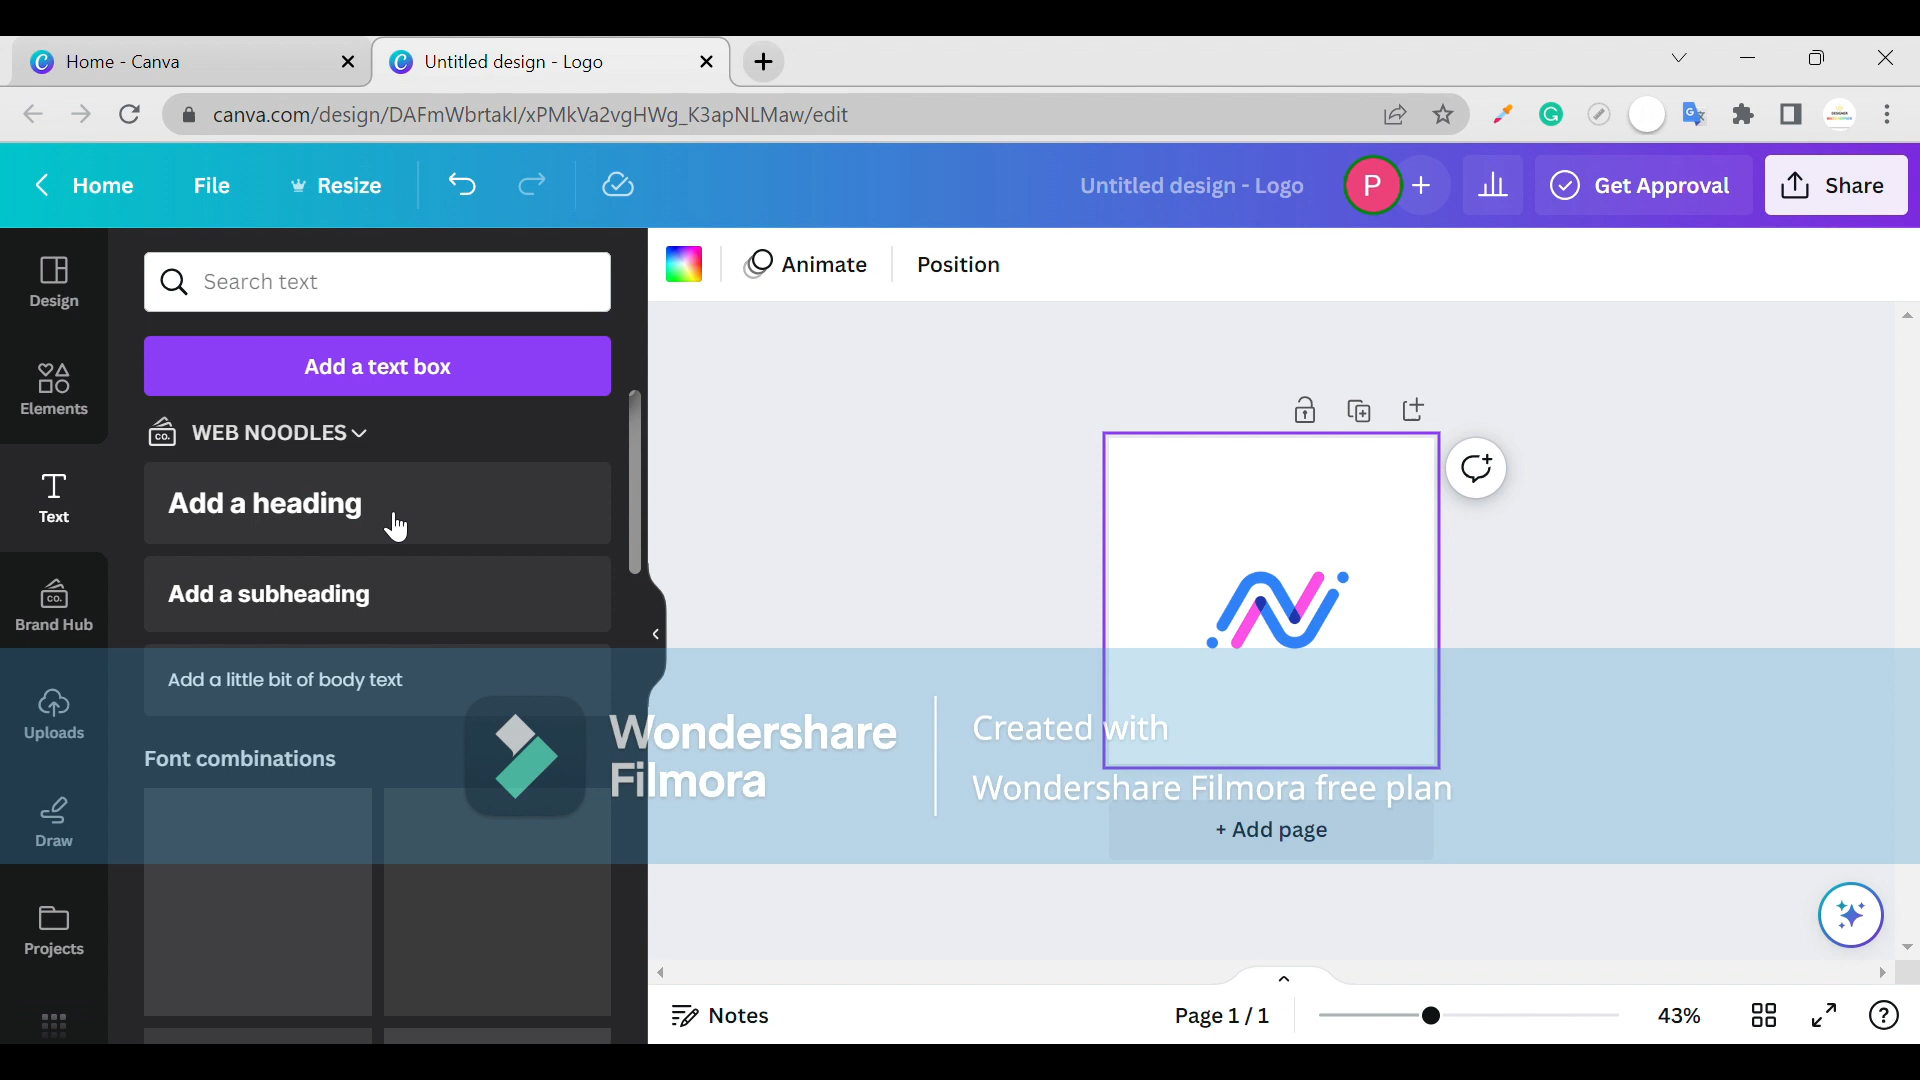 Home - Canva
Untitled design - Logo
canva.com/design/DAFmWbrtakI/xPMkVa2vgHWg_K3apNLMaw/edit
Home
File
Resize
Untitled design - Logo
P
Get Approval
Share
Design
Elements
Text
Brand Hub
Uploads
Draw
Projects
Search text
Add a text box
CO.
WEB NOODLES
Add a heading
Add a subheading
Add a little bit of body text
Font combinations
Animate
Position
Wondershare
Filmora
Created with
Wondershare Filmora free plan
+ Add page
Notes
Page 1 / 1
43%